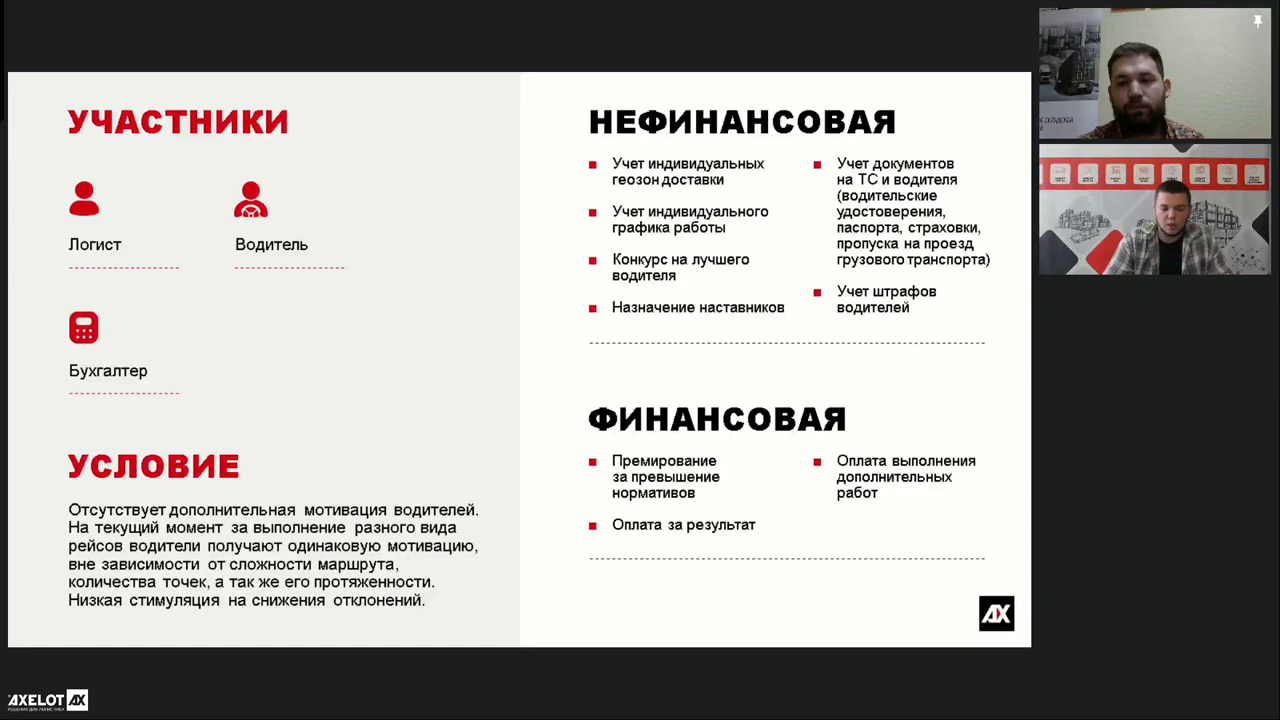 УЧАСТНИКИ
Логист
Водитель
Бухгалтер
УСЛОВИЕ
Отсутствует дополнительная мотивация водителей.
На текущий момент за выполнение разного вида
рейсов водители получают одинаковую мотивацию,
вне зависимости от сложности маршрута,
количества точек, а так же его протяженности.
Низкая стимуляция на снижения отклонений.
НЕФИНАНСОВАЯ
Учет индивидуальных
геозон доставки
Учет индивидуального
графика работы
Конкурс на лучшего
водителя
Назначение наставников
Учет документов
на ТС и водителя
(водительские
удостоверения,
паспорта, страховки,
пропуска на проезд
грузового транспорта)
Учет штрафов
водителей
ФИНАНСОВАЯ
Премирование
за превышение
нормативов
Оплата за результат
Оплата выполнения
дополнительных
работ
AX
AXELOT AX